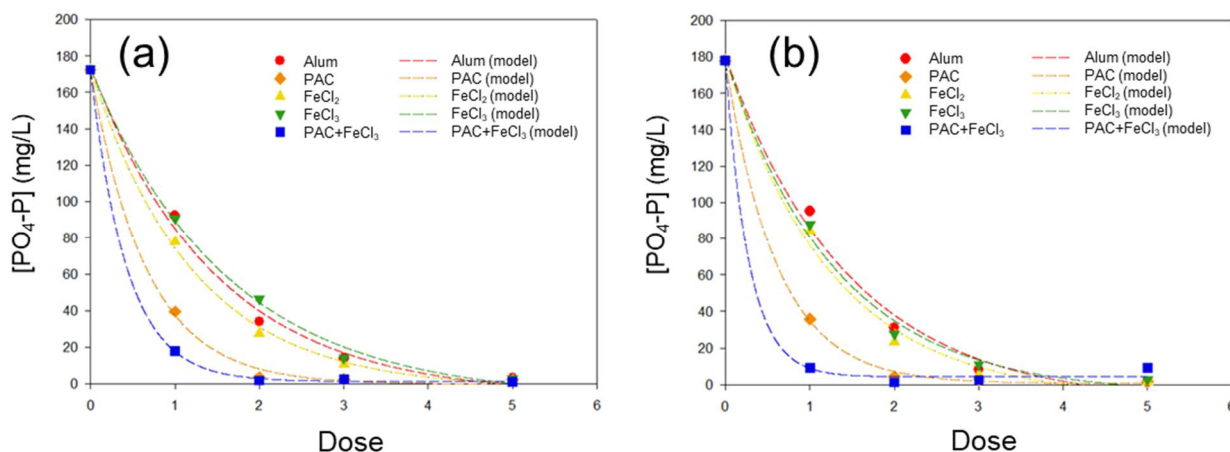 (a)
[PO₄-P] (mg/L)
200
180
160
140
120
100
80
60
40
20
0
Alum
PAC
FeCl₂
FeCl₃
PAC+FeCl₃
Alum (model)
PAC (model)
FeCl₂ (model)
FeCl₃ (model)
PAC+FeCl₃ (model)
0 1 2 3 4 5 6
Dose
(b)
[PO₄-P] (mg/L)
200
180
160
140
120
100
80
60
40
20
0
Alum
PAC
FeCl₂
FeCl₃
PAC+FeCl₃
Alum (model)
PAC (model)
FeCl₂ (model)
FeCl₃ (model)
PAC+FeCl₃ (model)
0 1 2 3 4 5 6
Dose